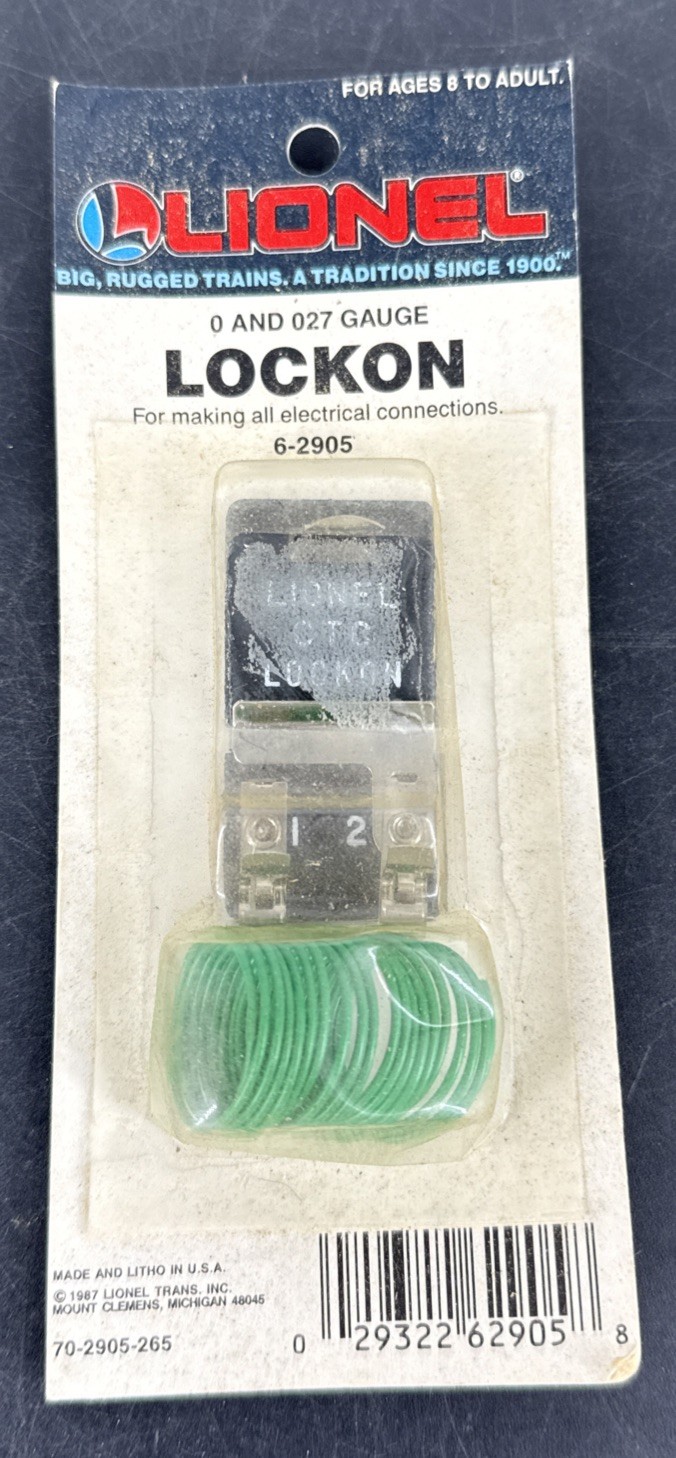 FOR AGES 8 TO ADULT.
LIONEL®
BIG, RUGGED TRAINS. A TRADITION SINCE 1900.™
0 AND 027 GAUGE
LOCKON
For making all electrical connections.
6-2905
LIONEL
CTC
LOCKON
1 2
MADE AND LITHO IN U.S.A.
© 1987 LIONEL TRANS. INC.
MOUNT CLEMENS, MICHIGAN 48045
70-2905-265
0 29322 62905 8